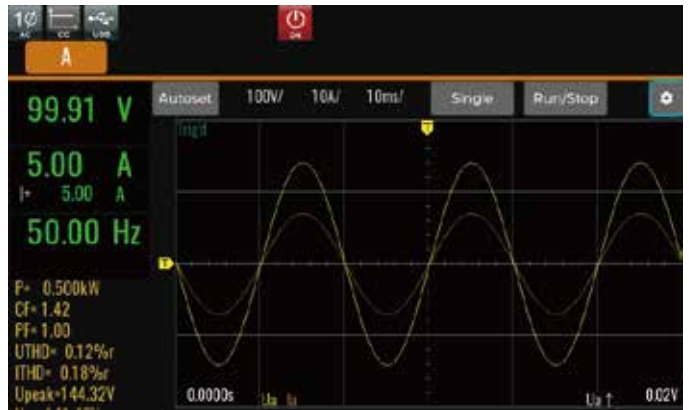 1Ø
AC
CC
USB
ON
A
Autoset 100V/ 10A/ 10ms/ Single Run/Stop
Trig'd
T
99.91 V
5.00 A
I= 5.00 A
50.00 Hz
T
P= 0.500kW
CF= 1.42
PF= 1.00
UTHD= 0.12%r
ITHD= 0.18%r
Upeak=144.32V
0.0000s Ua Ia Ua↑ 0.02V